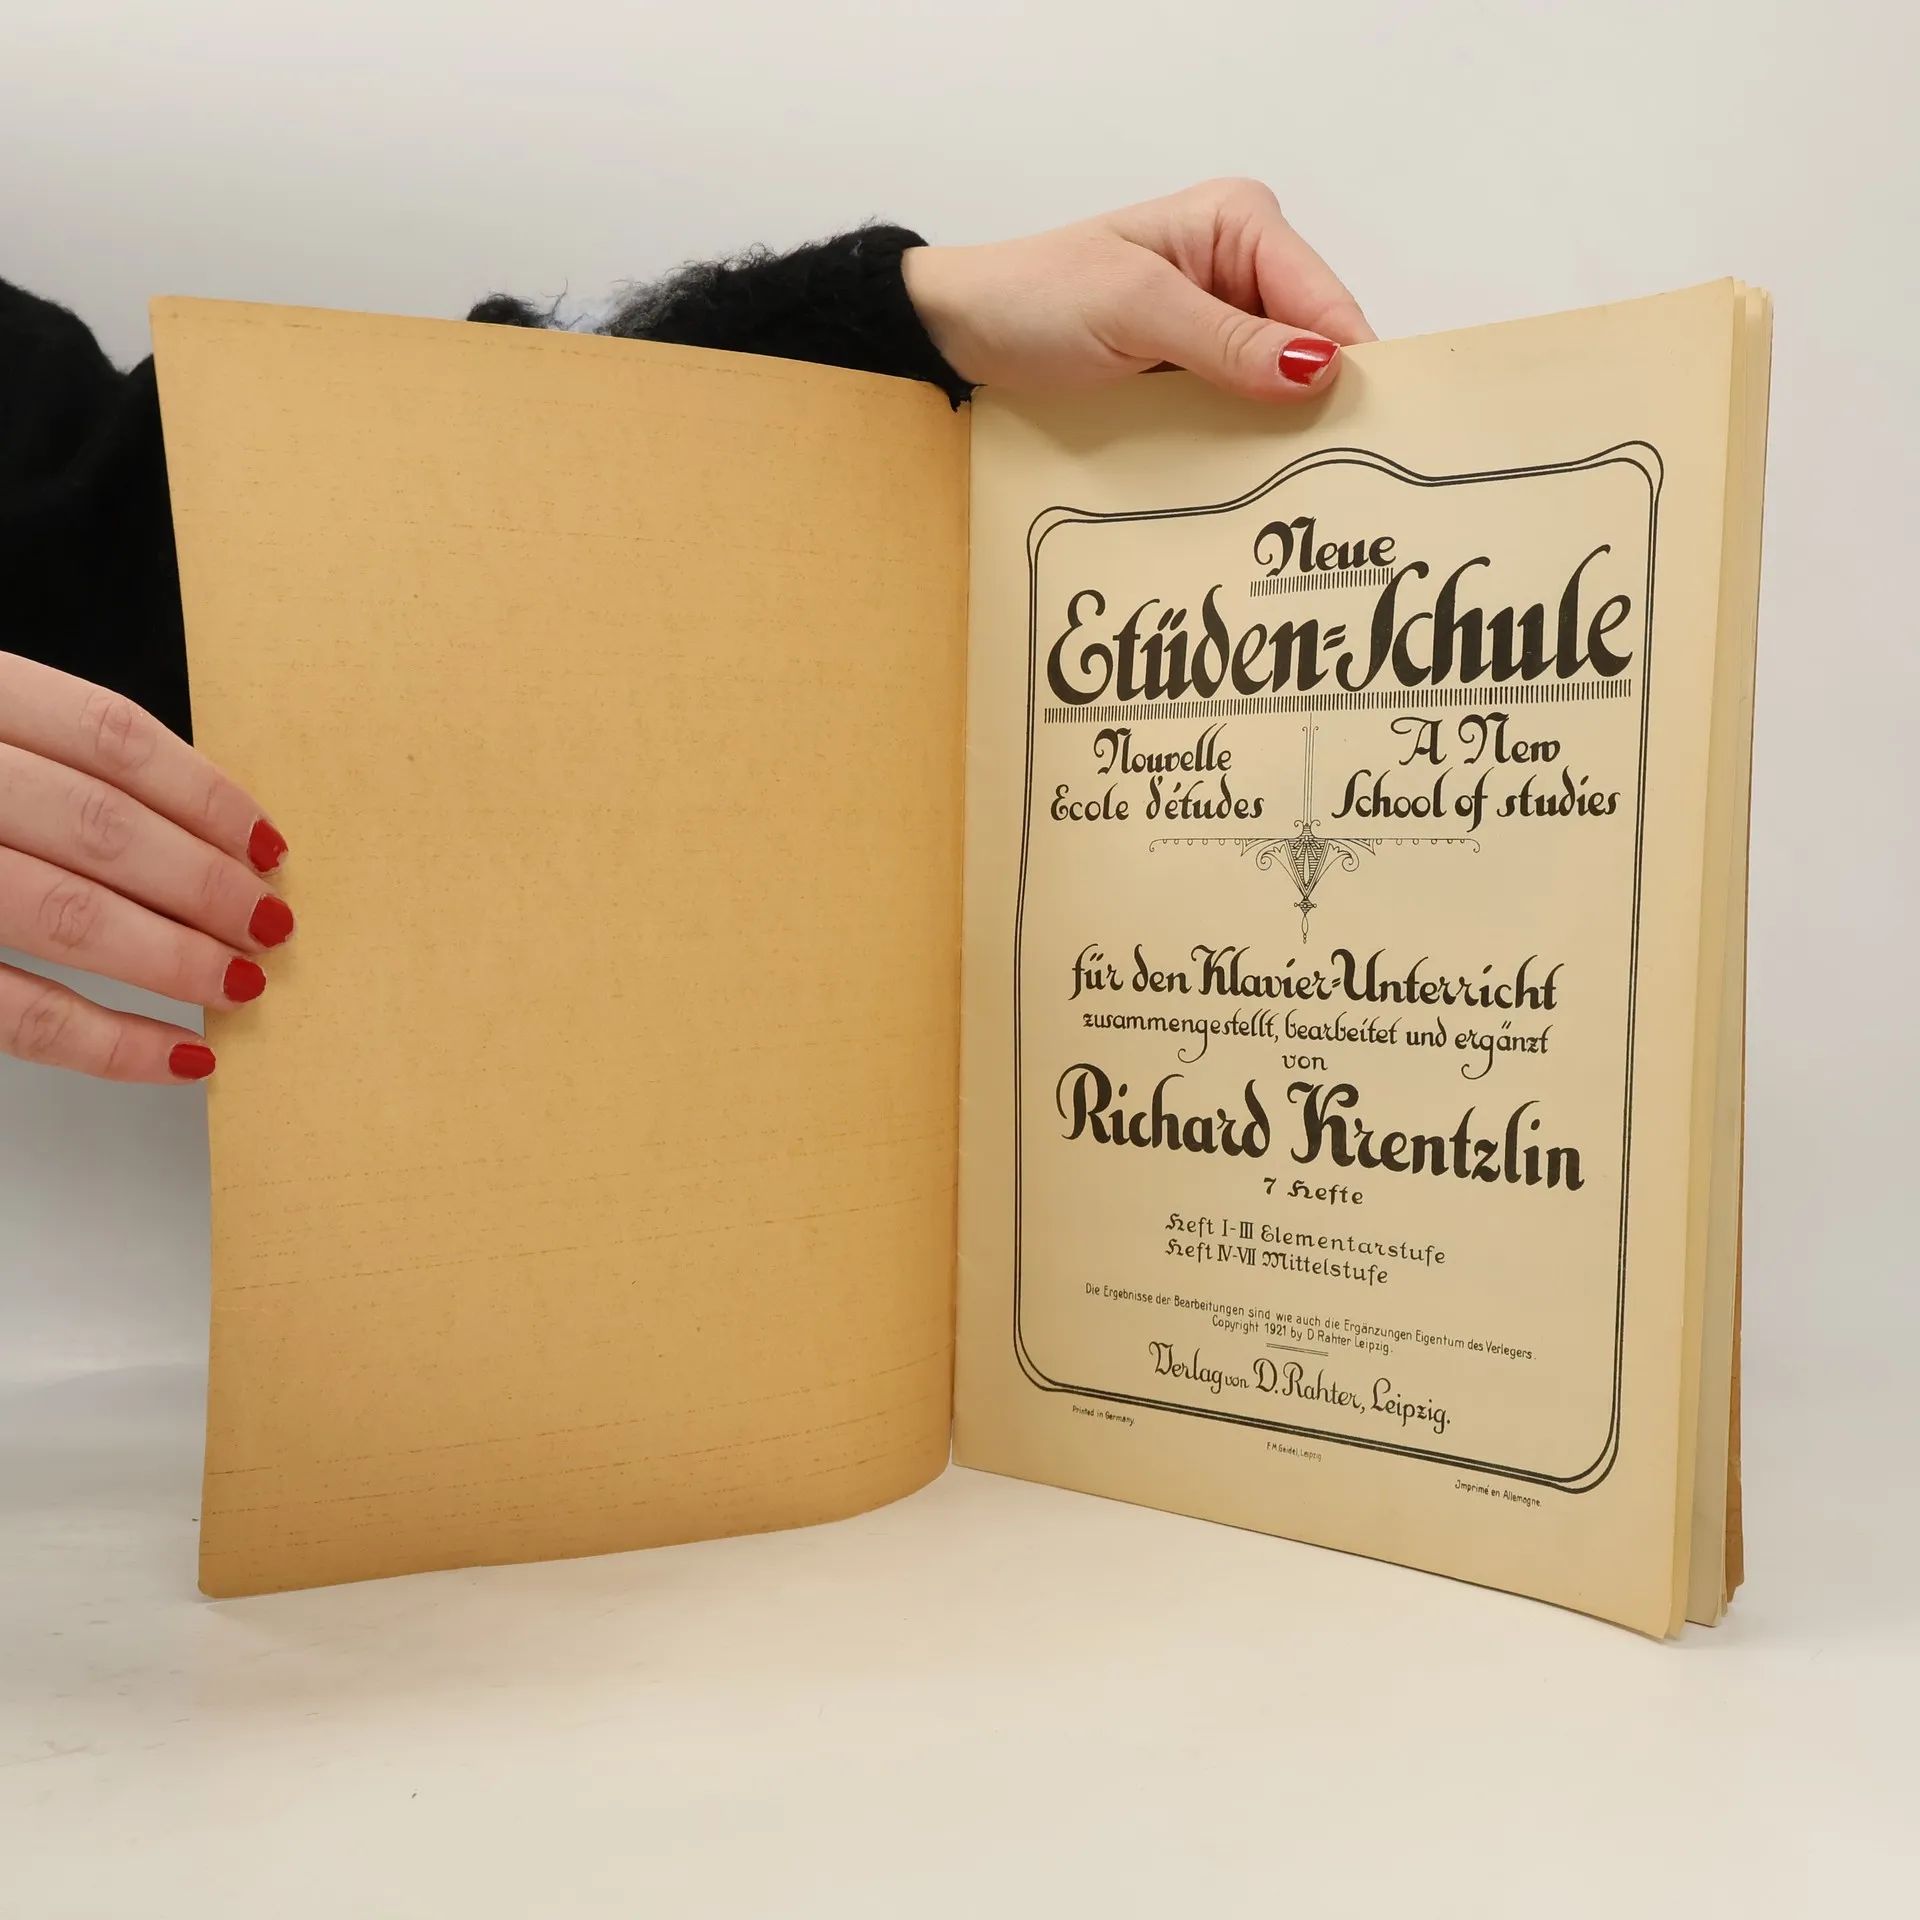 Neue
Etüden=Schule
Nouvelle
Ecole d'études
A New
School of studies
für den Klavier=Unterricht
zusammengestellt, bearbeitet und ergänzt
von
Richard Krentzlin
7 Hefte
Heft I-III Elementarstufe
Heft IV-VII Mittelstufe
Die Ergebnisse der Bearbeitungen sind wie auch die Ergänzungen Eigentum des Verlegers.
Copyright 1921 by D Rahter Leipzig.
Verlag von D. Rahter, Leipzig.
Printed in Germany
F.M. Geidel, Leipzig
Imprimé en Allemagne.